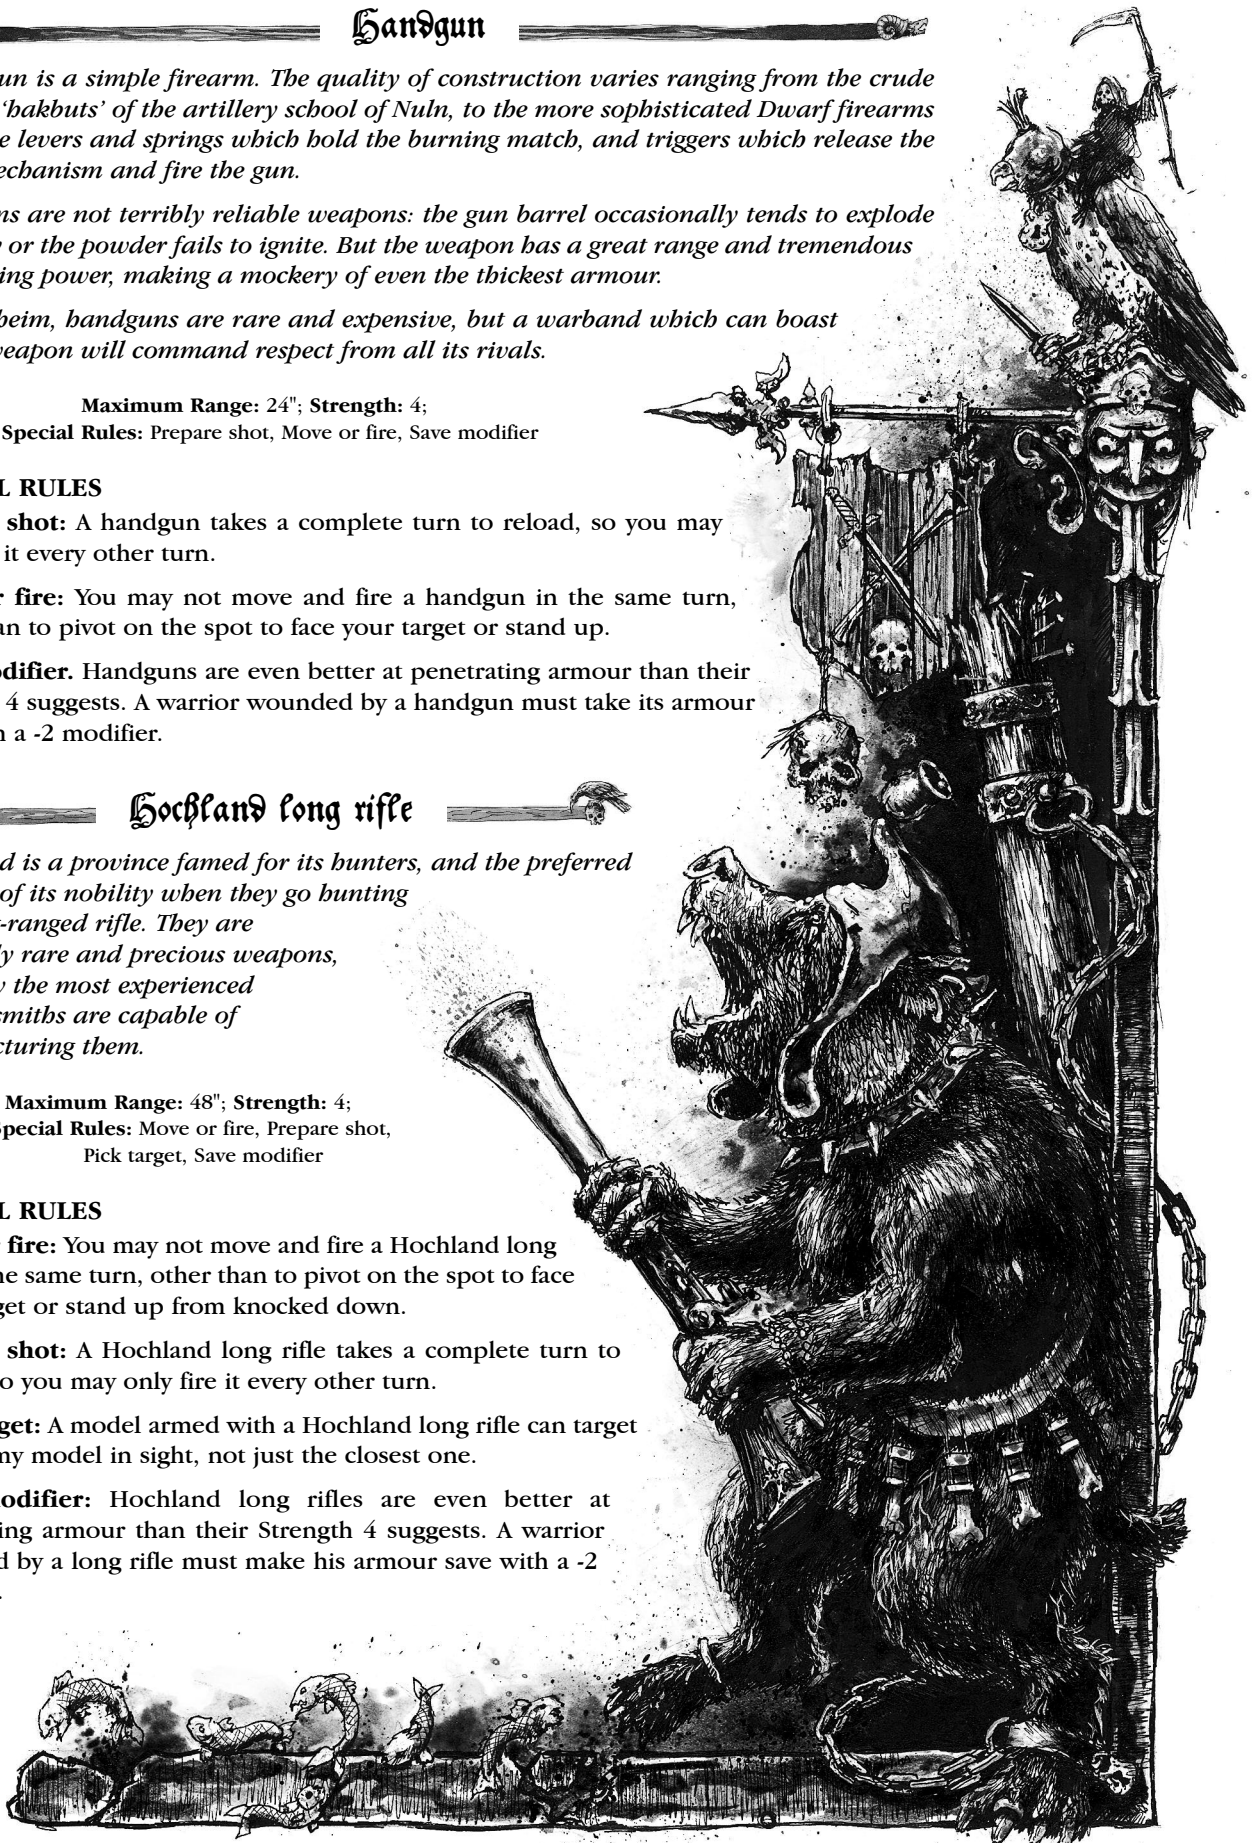 Handgun
un is a simple firearm. The quality of construction varies ranging from the crude
‘hakbuts’ of the artillery school of Nuln, to the more sophisticated Dwarf firearms
e levers and springs which hold the burning match, and triggers which release the
echanism and fire the gun.
ns are not terribly reliable weapons: the gun barrel occasionally tends to explode
y or the powder fails to ignite. But the weapon has a great range and tremendous
ing power, making a mockery of even the thickest armour.
heim, handguns are rare and expensive, but a warband which can boast
weapon will command respect from all its rivals.
Maximum Range: 24"; Strength: 4;
Special Rules: Prepare shot, Move or fire, Save modifier
L RULES
shot: A handgun takes a complete turn to reload, so you may
it every other turn.
r fire: You may not move and fire a handgun in the same turn,
an to pivot on the spot to face your target or stand up.
odifier. Handguns are even better at penetrating armour than their
4 suggests. A warrior wounded by a handgun must take its armour
h a -2 modifier.
Hochland long rifle
d is a province famed for its hunters, and the preferred
of its nobility when they go hunting
-ranged rifle. They are
ly rare and precious weapons,
y the most experienced
smiths are capable of
cturing them.
Maximum Range: 48"; Strength: 4;
Special Rules: Move or fire, Prepare shot,
Pick target, Save modifier
L RULES
r fire: You may not move and fire a Hochland long
he same turn, other than to pivot on the spot to face
get or stand up from knocked down.
shot: A Hochland long rifle takes a complete turn to
o you may only fire it every other turn.
get: A model armed with a Hochland long rifle can target
my model in sight, not just the closest one.
odifier: Hochland long rifles are even better at
ing armour than their Strength 4 suggests. A warrior
d by a long rifle must make his armour save with a -2
.